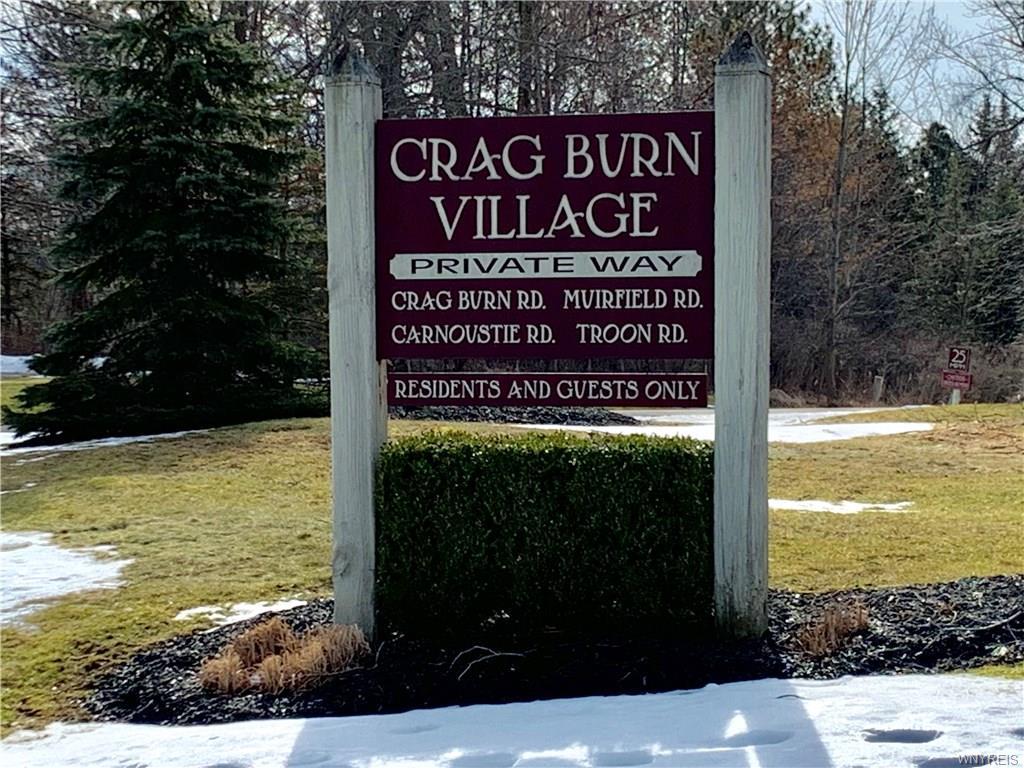 CRAG BURN
VILLAGE
PRIVATE WAY
CRAG BURN RD. MUIRFIELD RD.
CARNOUSTIE RD. TROON RD.
RESIDENTS AND GUESTS ONLY
25
MPH
WNYREIS